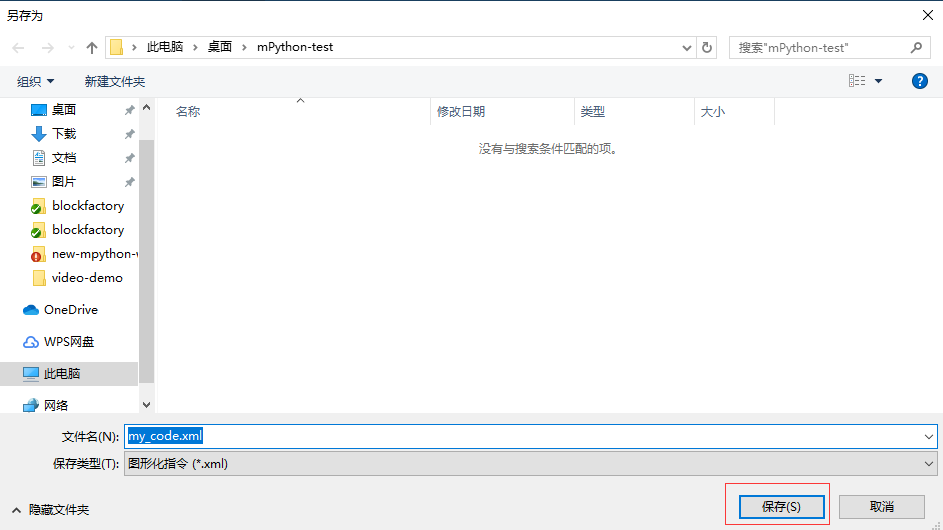 另存为
此电脑 桌面 mPython-test
搜索"mPython-test"
组织 新建文件夹
名称 修改日期 类型 大小
没有与搜索条件匹配的项。
桌面
下载
文档
图片
blockfactory
blockfactory
new-mpython-w
video-demo
OneDrive
WPS网盘
此电脑
网络
文件名(N): my_code.xml
保存类型(T): 图形化指令 (*.xml)
隐藏文件夹
保存(S) 取消